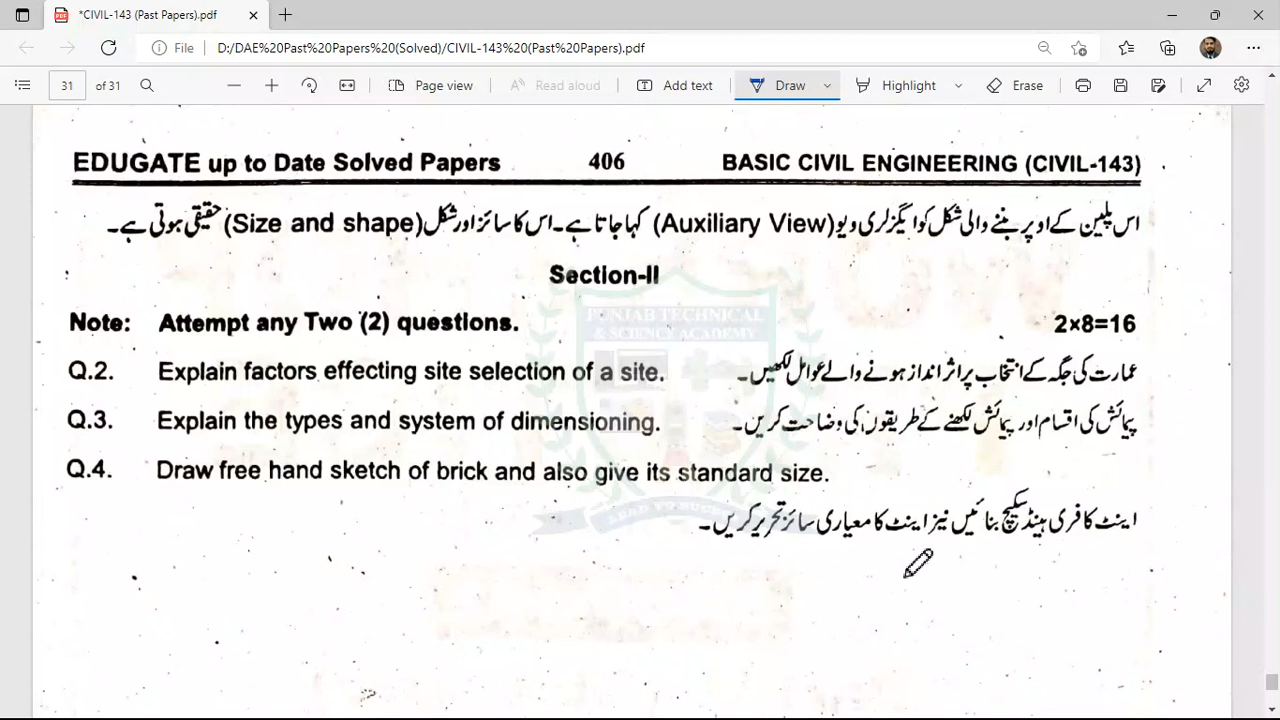 *CIVIL-143 (Past Papers).pdf
File D:/DAE%20Past%20Papers%20(Solved)/CIVIL-143%20(Past%20Papers).pdf
31 of 31 Page view Read aloud Add text Draw Highlight Erase
EDUGATE up to Date Solved Papers 406 BASIC CIVIL ENGINEERING (CIVIL-143)
اس پلین کے اوپر بننے والی شکل کو ایگزلری ویو (Auxiliary View) کہا جاتا ہے۔ اس کا سائز اور شکل (Size and shape) حقیقی ہوتی ہے۔
Section-II
PUNJAB TECHNICAL
& SCIENCE ACADEMY
Note: Attempt any Two (2) questions. 2×8=16
Q.2. Explain factors effecting site selection of a site. عمارت کی جگہ کے انتخاب پر اثر انداز ہونے والے عوامل لکھیں۔
Q.3. Explain the types and system of dimensioning. پیمائش کی اقسام اور پیمائش لکھنے کے طریقوں کی وضاحت کریں۔
Q.4. Draw free hand sketch of brick and also give its standard size.
اینٹ کا فری ہینڈ سکیچ بنائیں نیز اینٹ کا معیاری سائز تحریر کریں۔